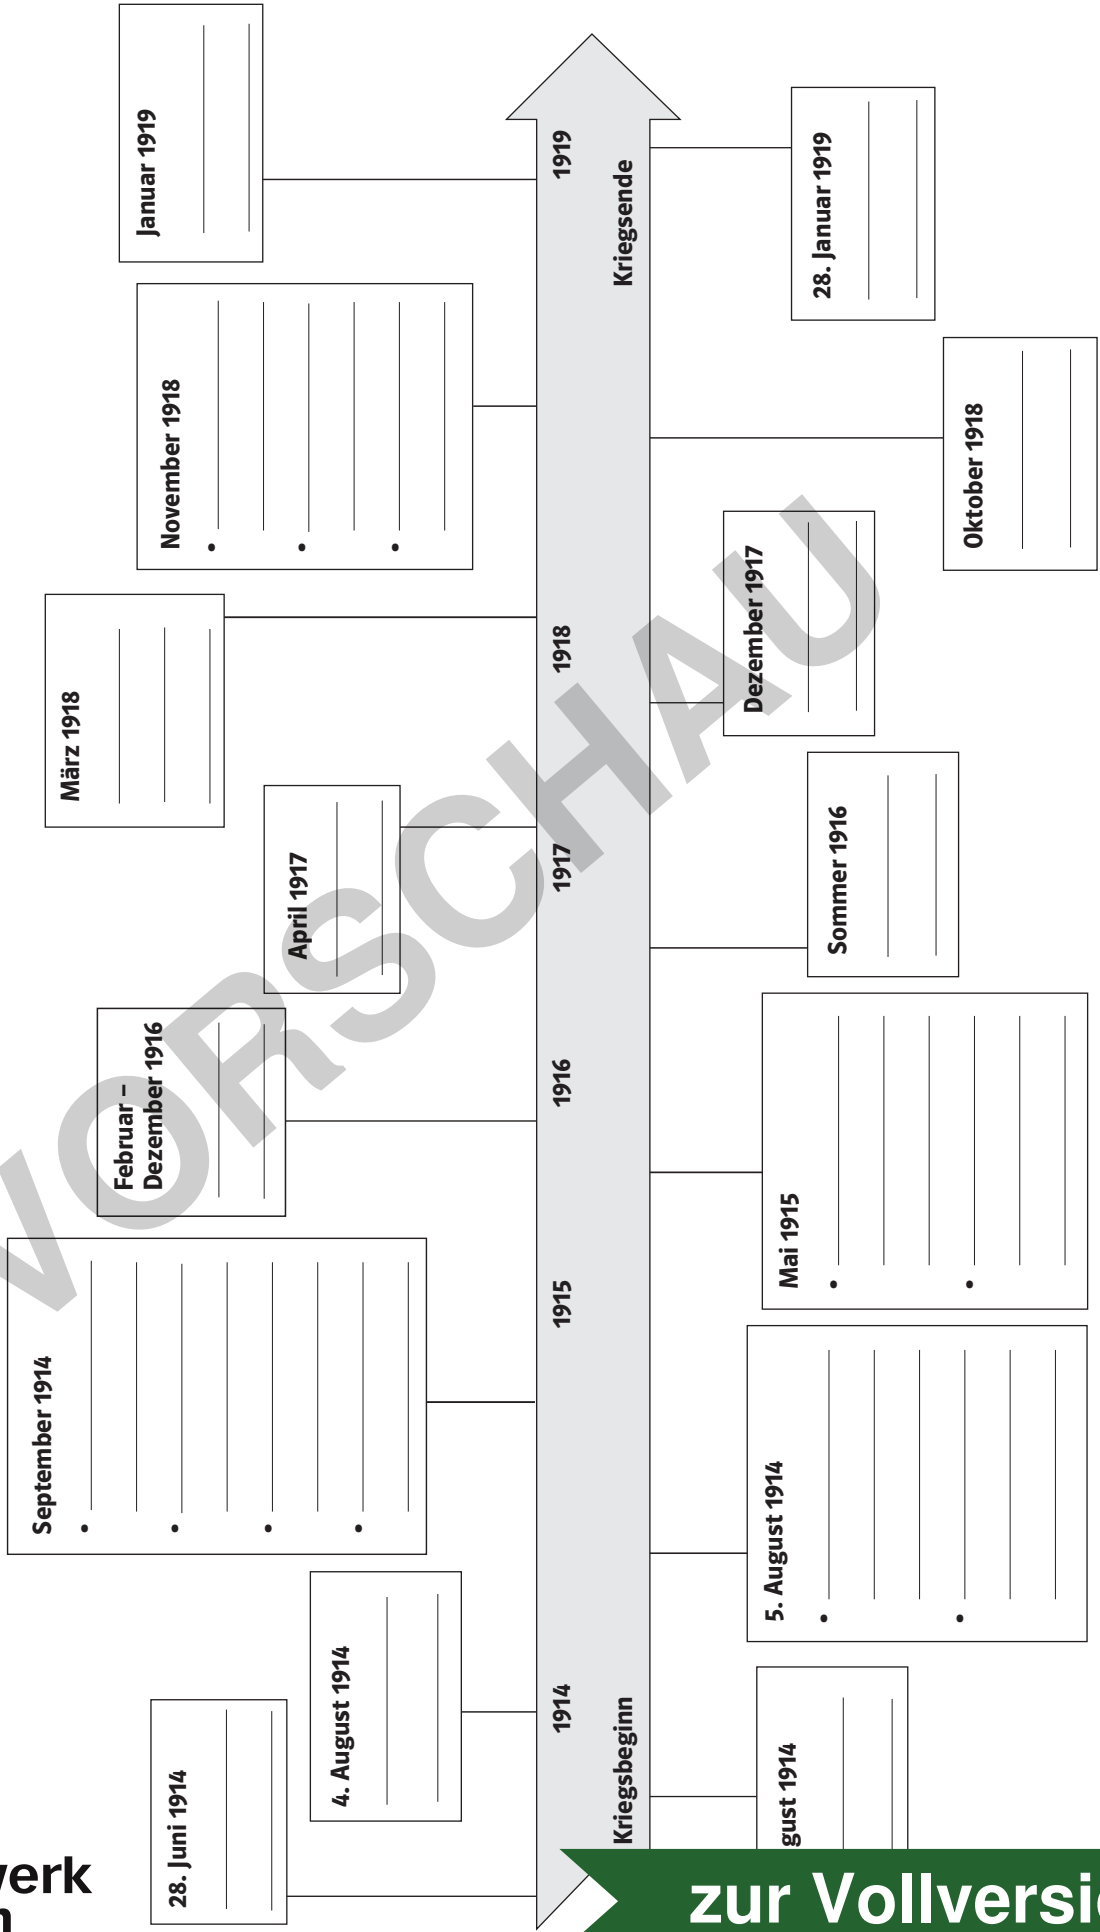 28. Juni 1914
4. August 1914
September 1914
Februar –
Dezember 1916
April 1917
März 1918
November 1918
Januar 1919
1914
1915
1916
1917
1918
1919
Kriegsbeginn
Kriegsende
gust 1914
5. August 1914
Mai 1915
Sommer 1916
Dezember 1917
Oktober 1918
28. Januar 1919
VORSCHAU
zur Vollversi